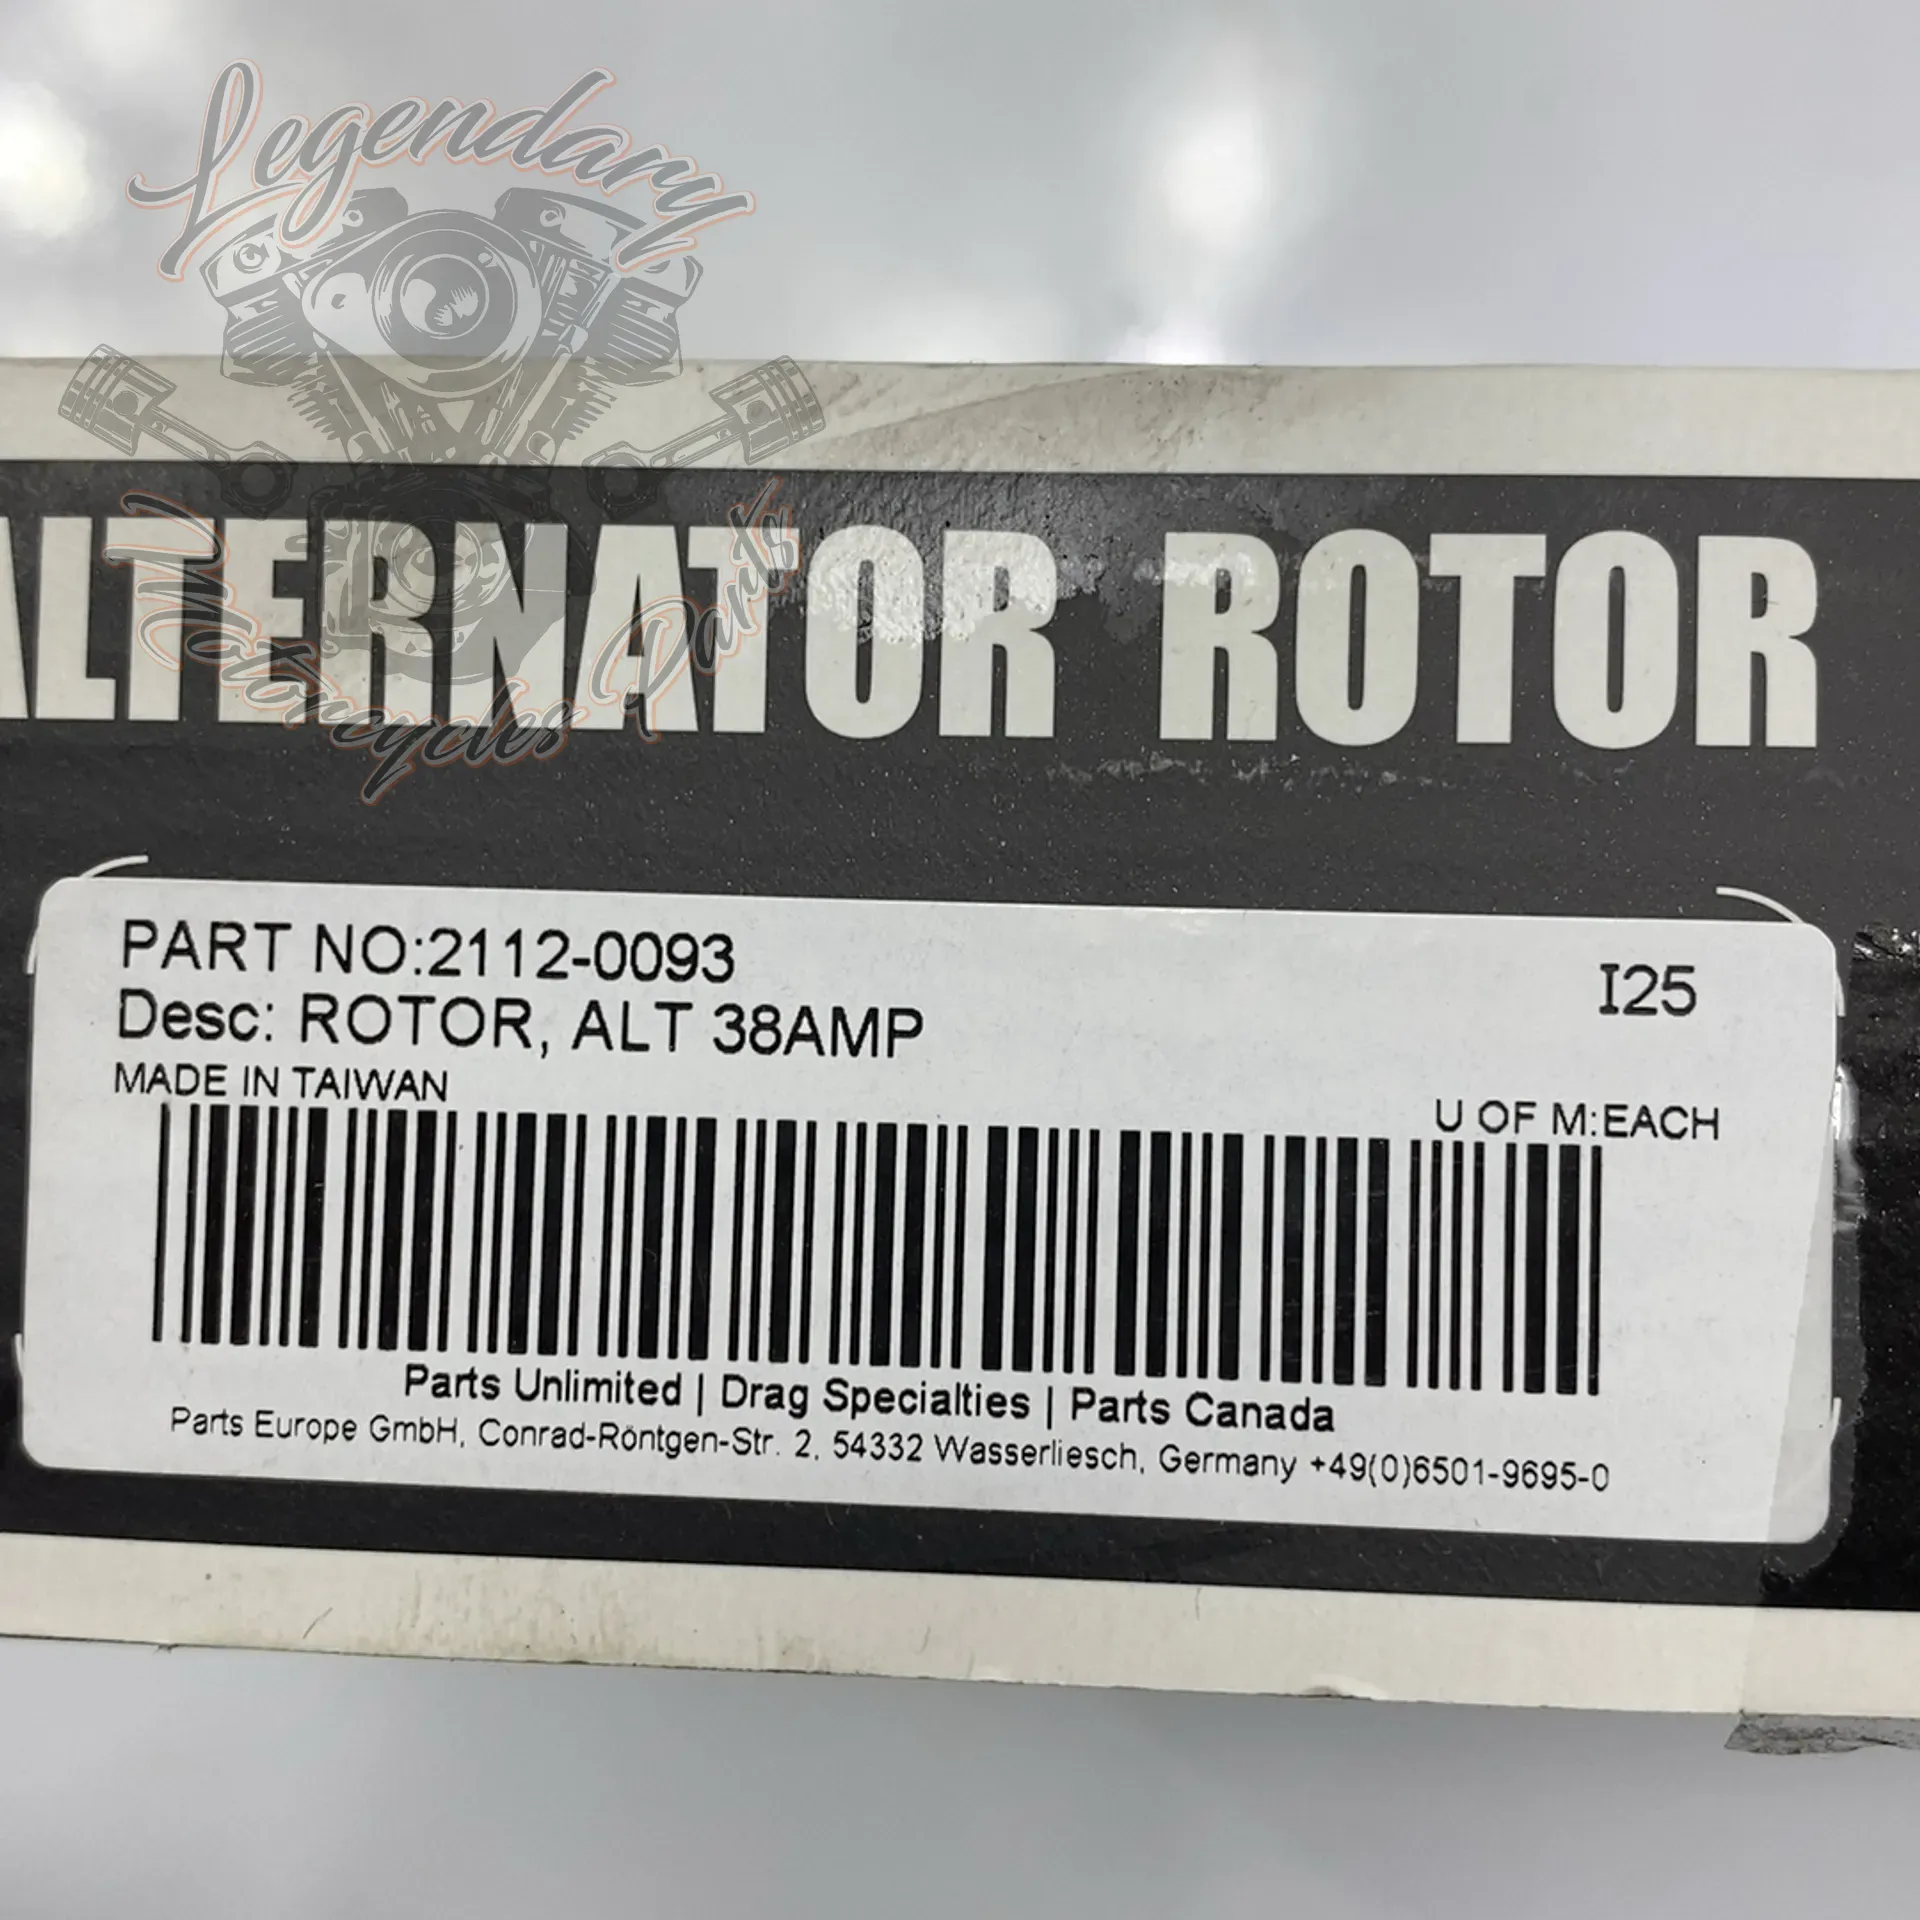 Legendary
Motorcycles Parts
ALTERNATOR ROTOR
PART NO:2112-0093
I25
Desc: ROTOR, ALT 38AMP
MADE IN TAIWAN
U OF M:EACH
Parts Unlimited | Drag Specialties | Parts Canada
Parts Europe GmbH, Conrad-Röntgen-Str. 2, 54332 Wasserliesch, Germany +49(0)6501-9695-0